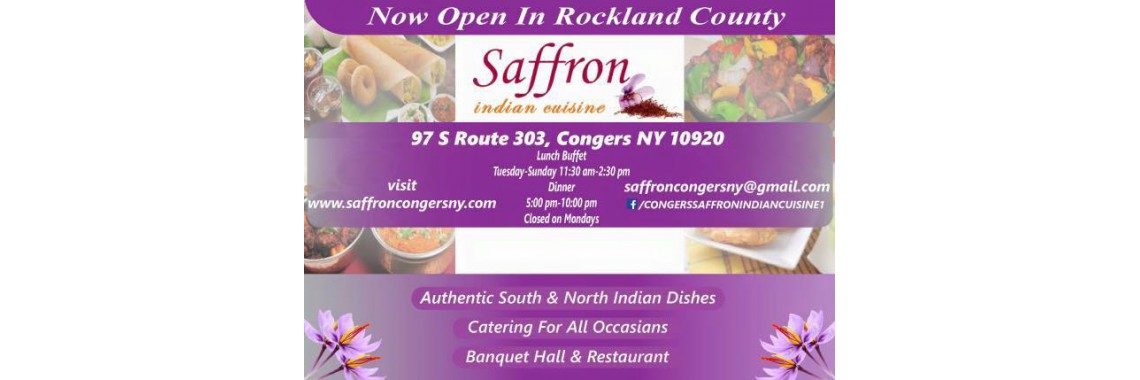 Now Open In Rockland County
Saffron
indian cuisine
97 S Route 303, Congers NY 10920
Lunch Buffet
Tuesday-Sunday 11:30 am-2:30 pm
Dinner
5:00 pm-10:00 pm
Closed on Mondays
visit
www.saffroncongersny.com
saffroncongersny@gmail.com
f /CONGERSSAFFRONINDIANCUISINE1
Authentic South & North Indian Dishes
Catering For All Occasians
Banquet Hall & Restaurant